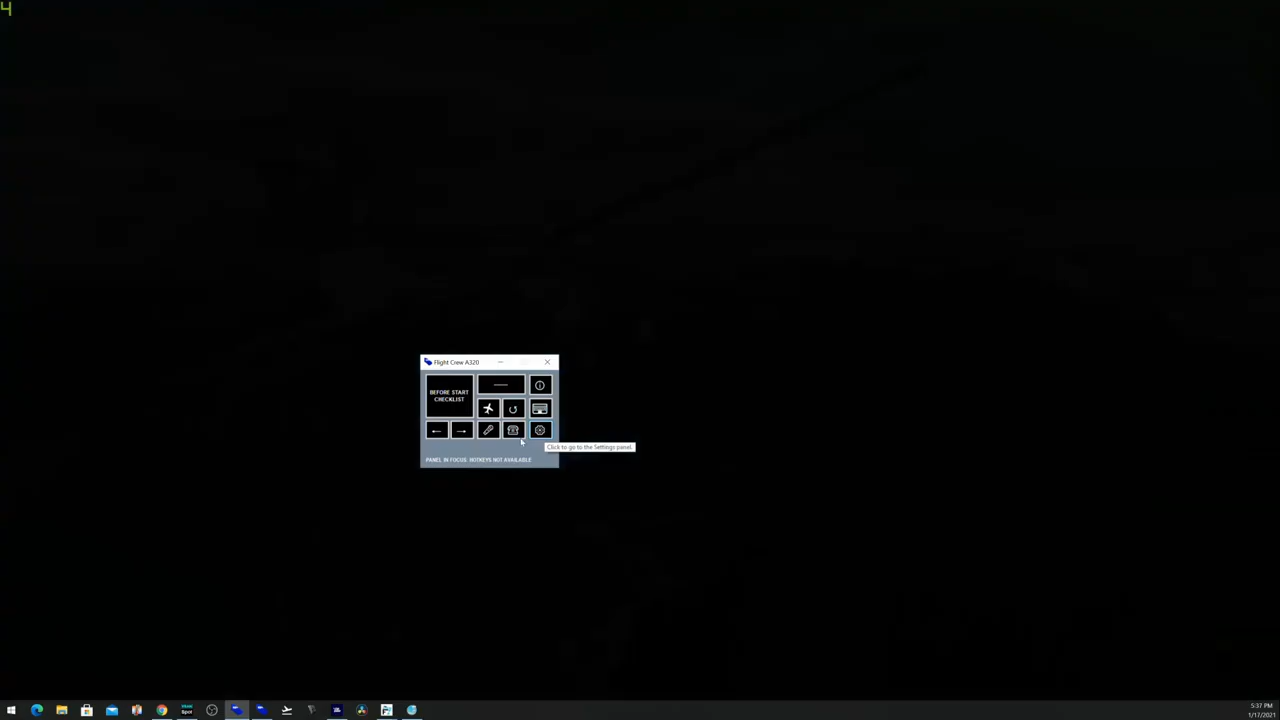 4
Flight Crew A320
BEFORE START
CHECKLIST
Click to go to the Settings panel.
PANEL IN FOCUS HOTKEYS NOT AVAILABLE
Spot
5:37 PM
1/17/2021